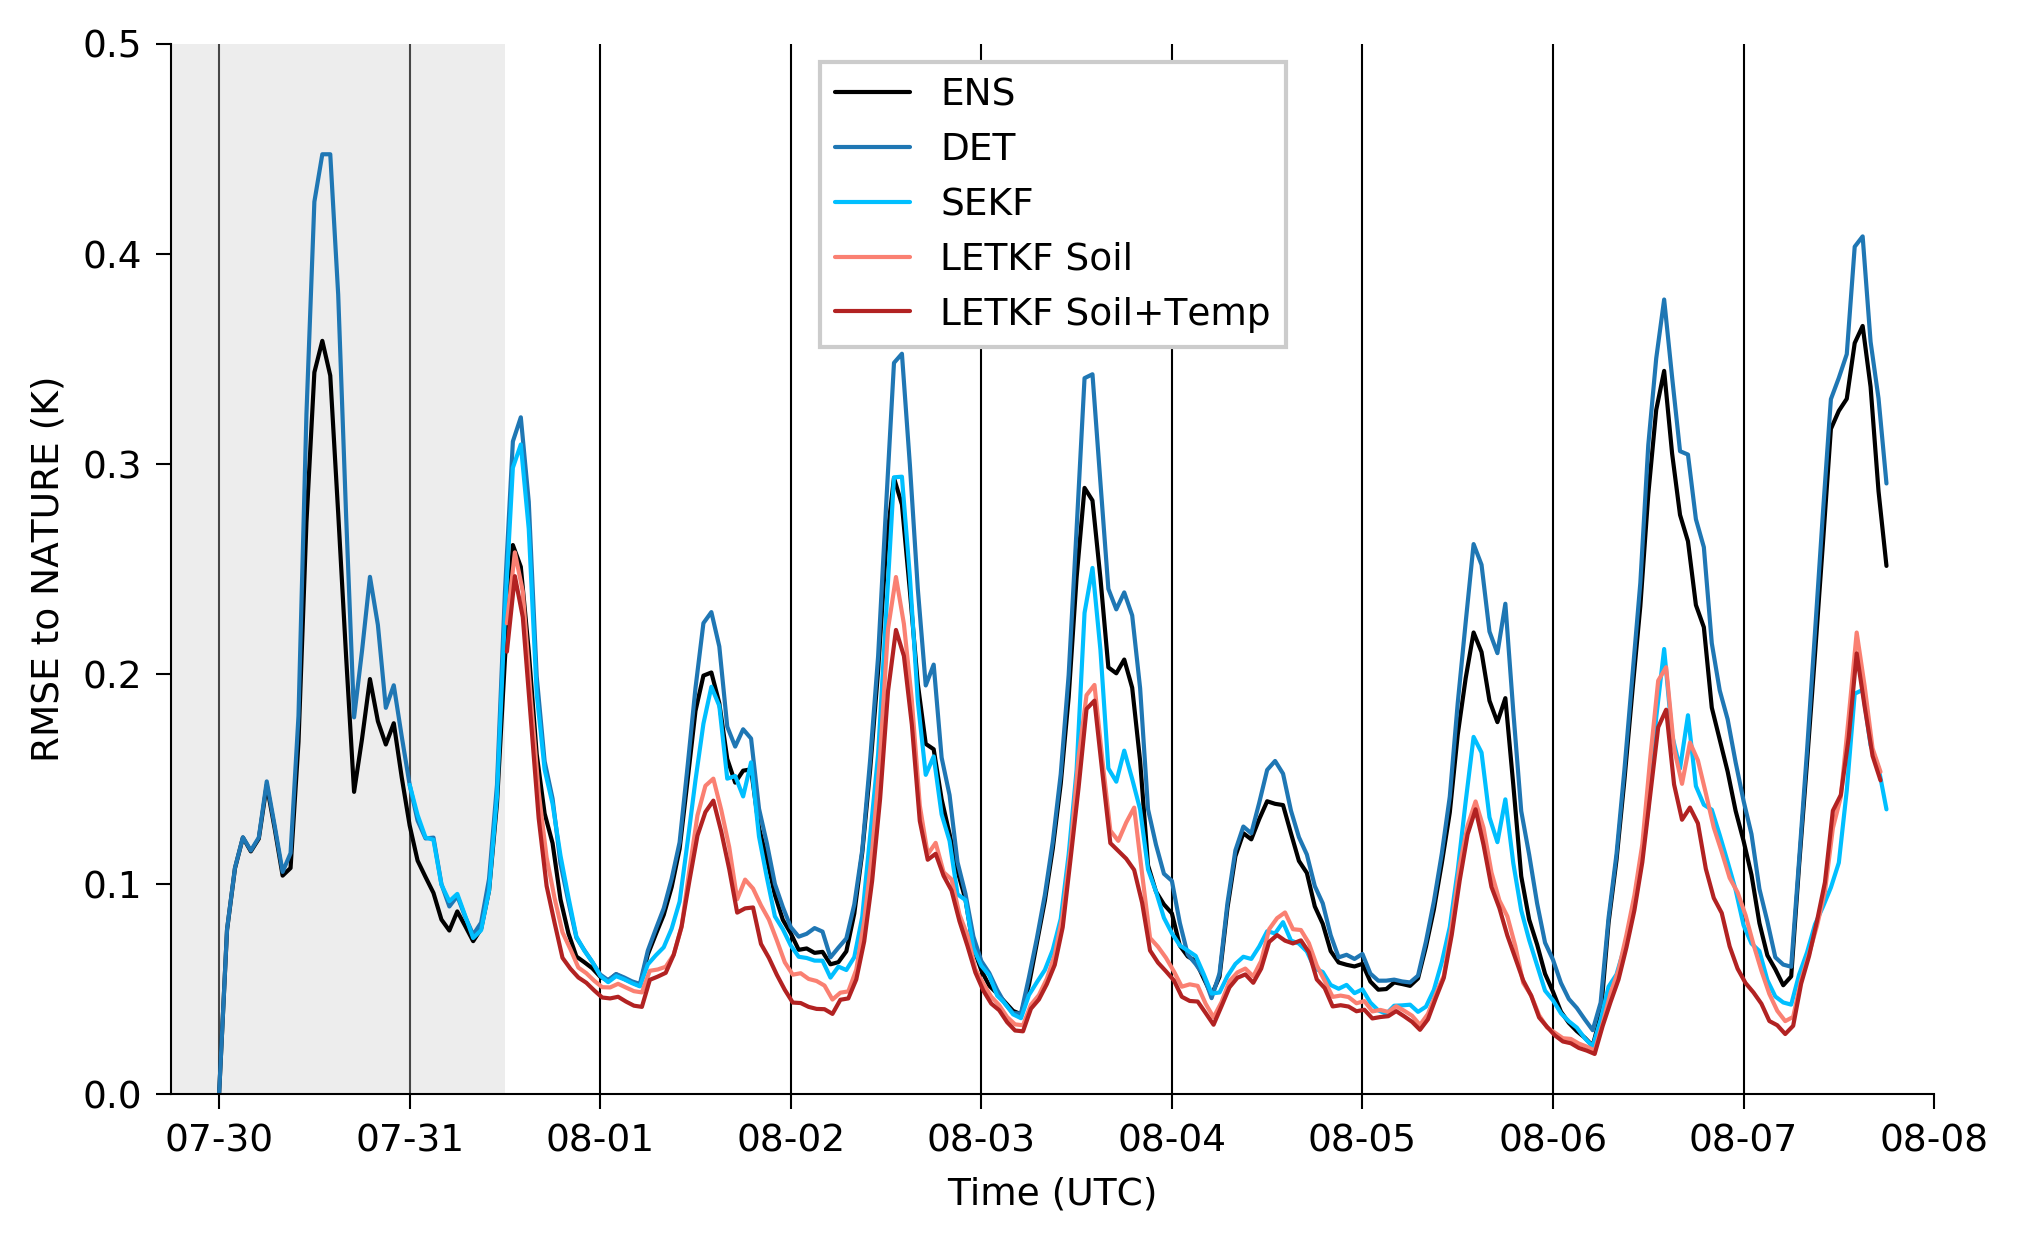 0.5
0.4
0.3
0.2
0.1
0.0
RMSE to NATURE (K)
ENS
DET
SEKF
LETKF Soil
LETKF Soil+Temp
07-30 07-31 08-01 08-02 08-03 08-04 08-05 08-06 08-07 08-08
Time (UTC)